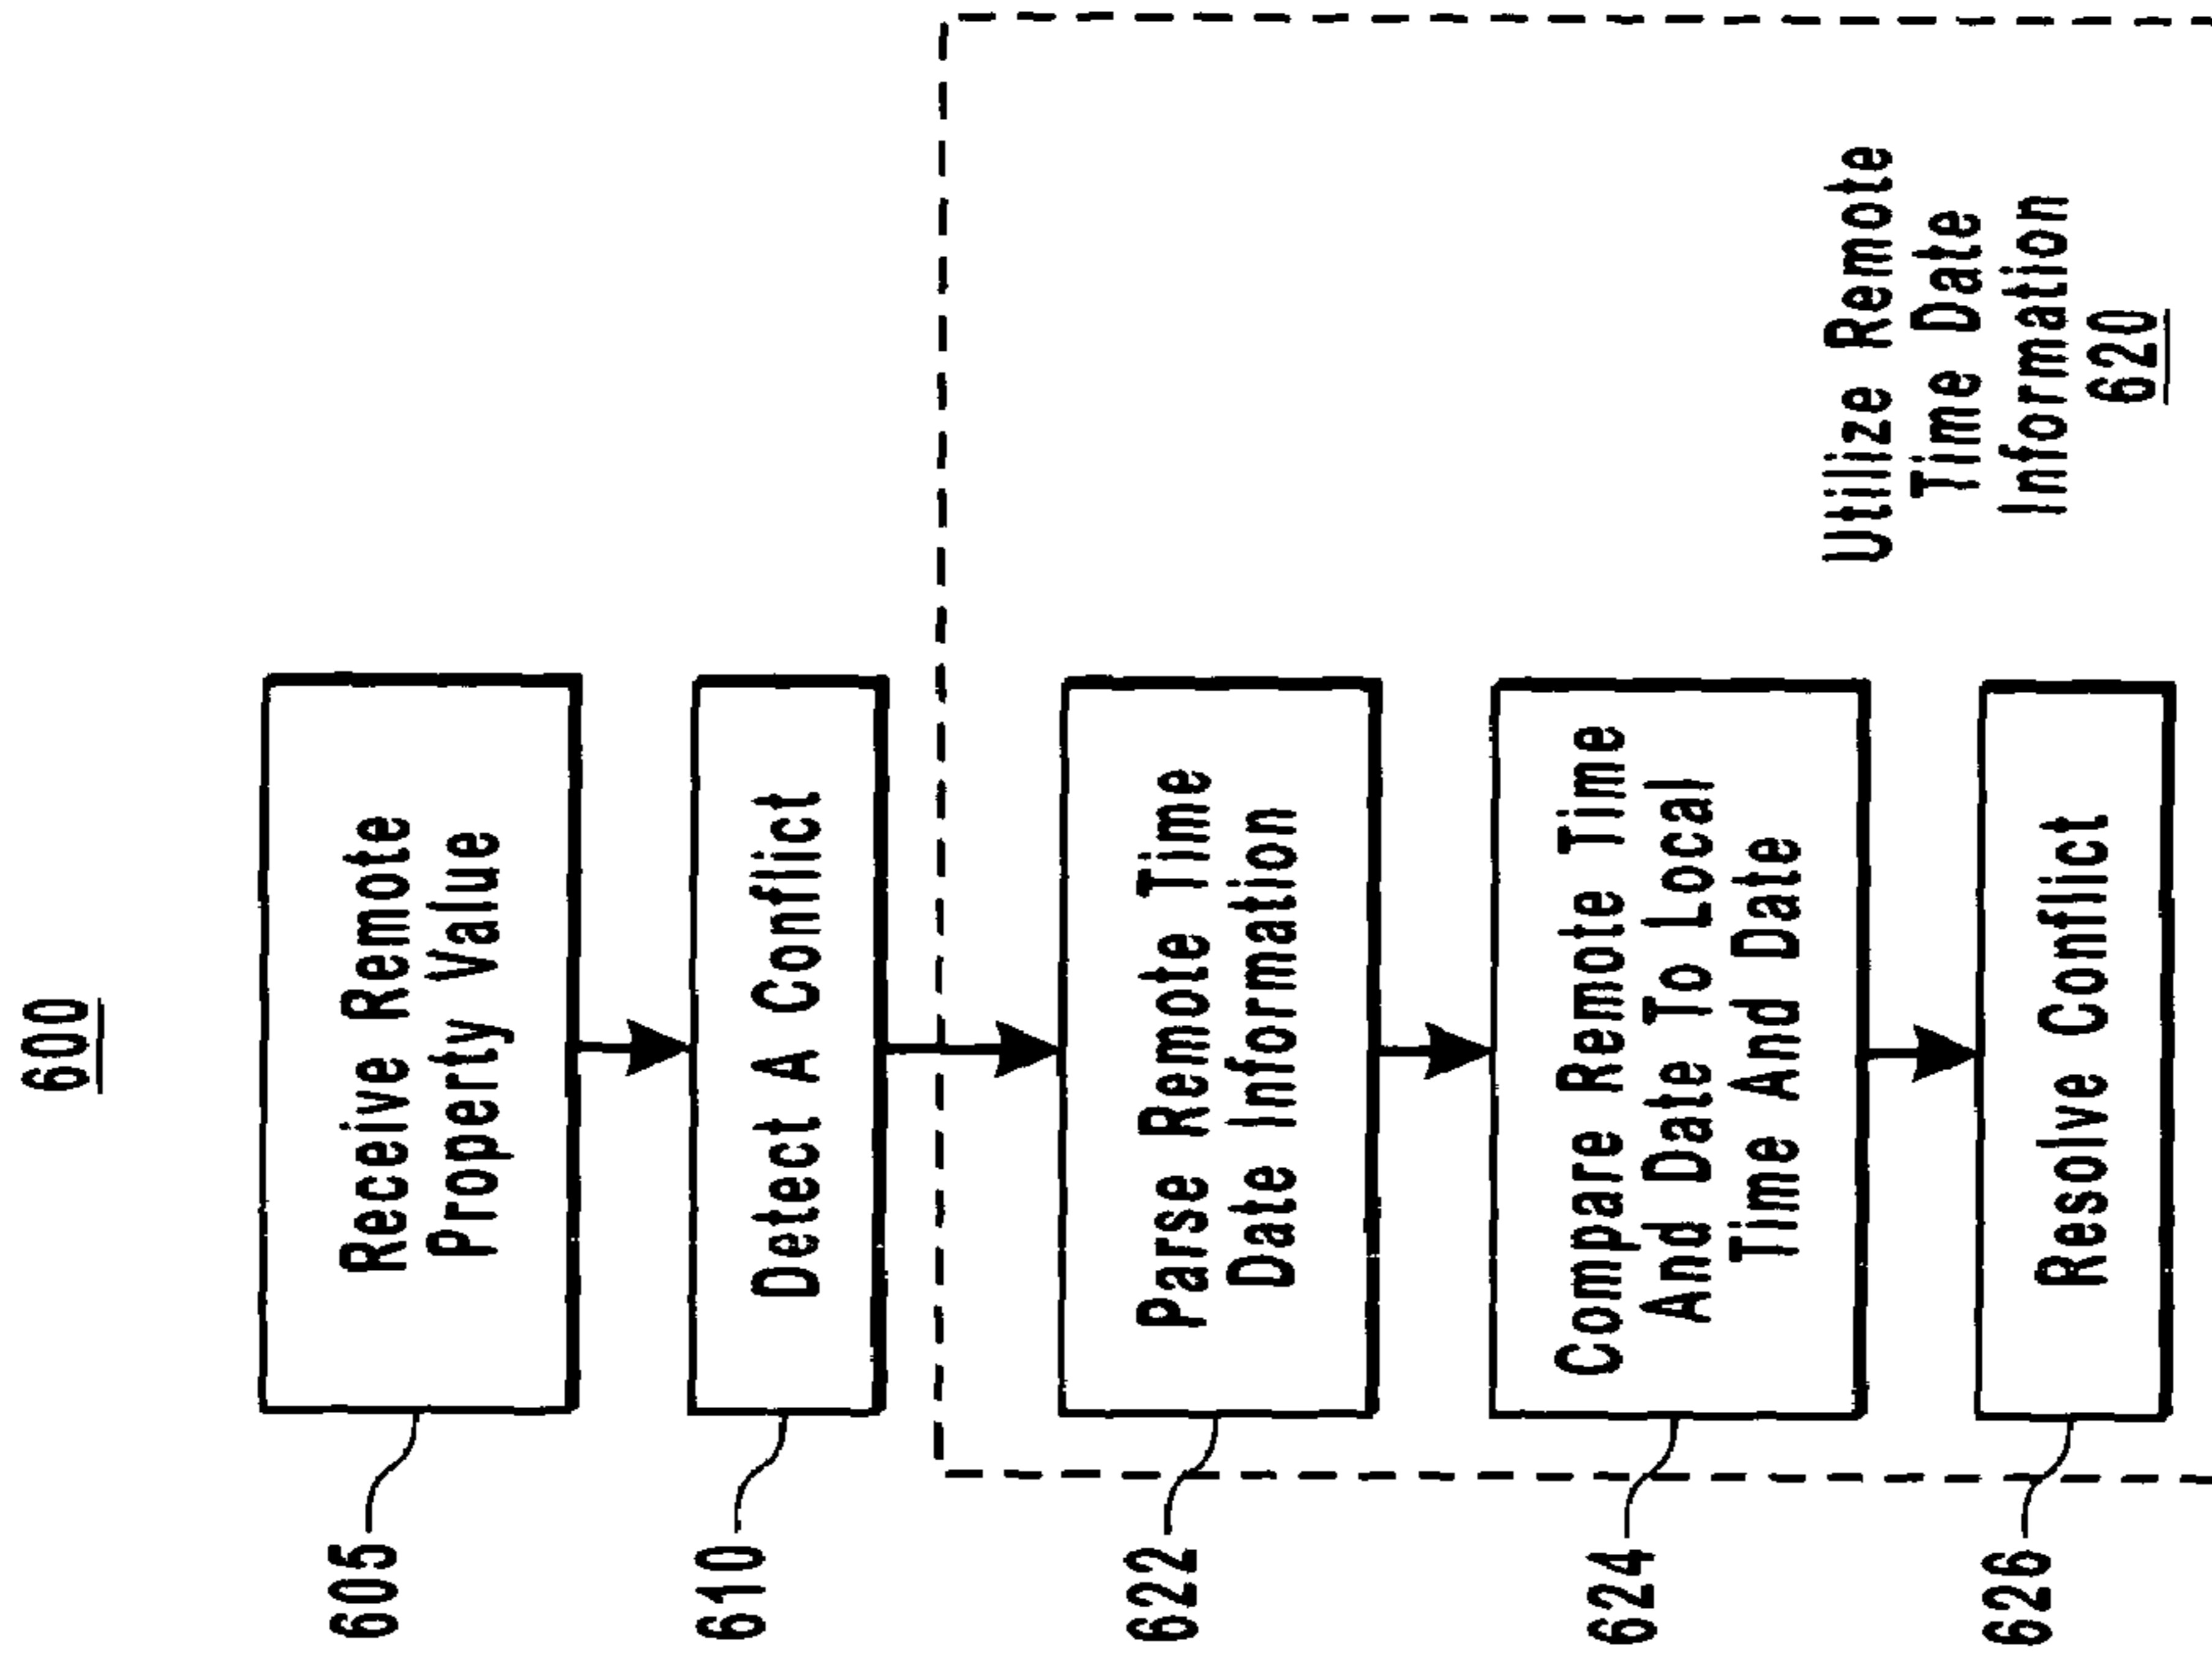 600
605
Receive Remote
Property Value
610
Detect A Conflict
622
Parse Remote Time
Date Information
624
Compare Remote Time
And Date To Local
Time And Date
626
Resolve Conflict
Utilize Remote
Time Date
Information
620